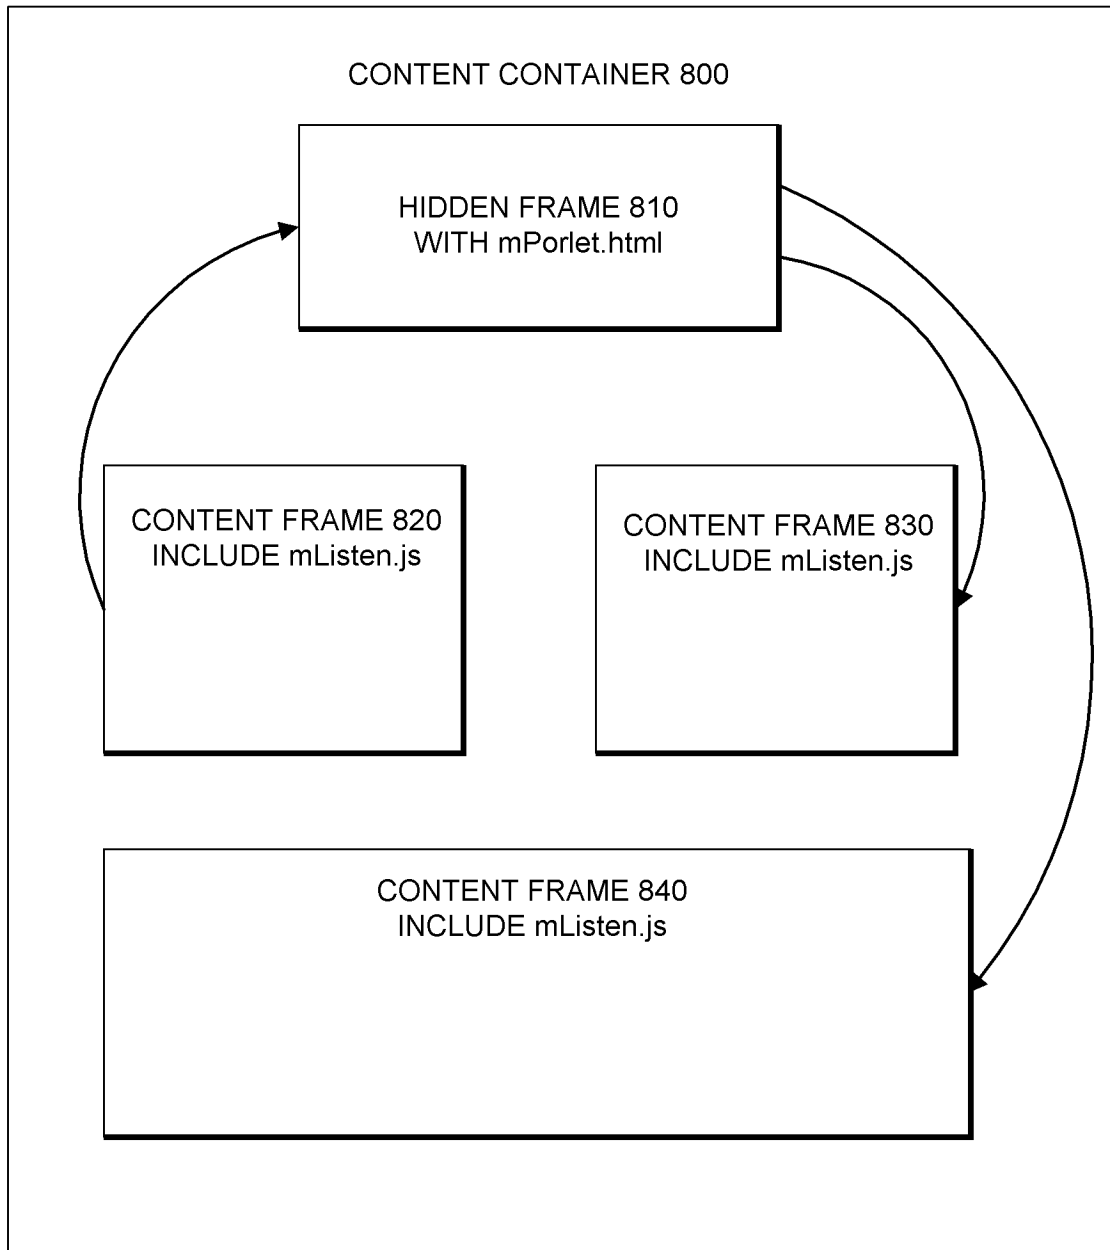 CONTENT CONTAINER 800
HIDDEN FRAME 810
WITH mPorlet.html
CONTENT FRAME 820
INCLUDE mListen.js
CONTENT FRAME 830
INCLUDE mListen.js
CONTENT FRAME 840
INCLUDE mListen.js